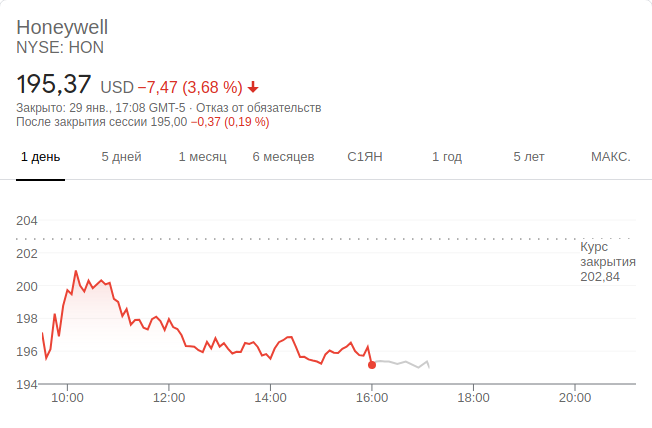 Honeywell
NYSE: HON
195,37 USD −7,47 (3,68 %)
Закрыто: 29 янв., 17:08 GMT-5 · Отказ от обязательств
После закрытия сессии 195,00 −0,37 (0,19 %)
1 день 5 дней 1 месяц 6 месяцев С1ЯН 1 год 5 лет МАКС.
204
202
200
198
196
194
Курс
закрытия
202,84
10:00 12:00 14:00 16:00 18:00 20:00